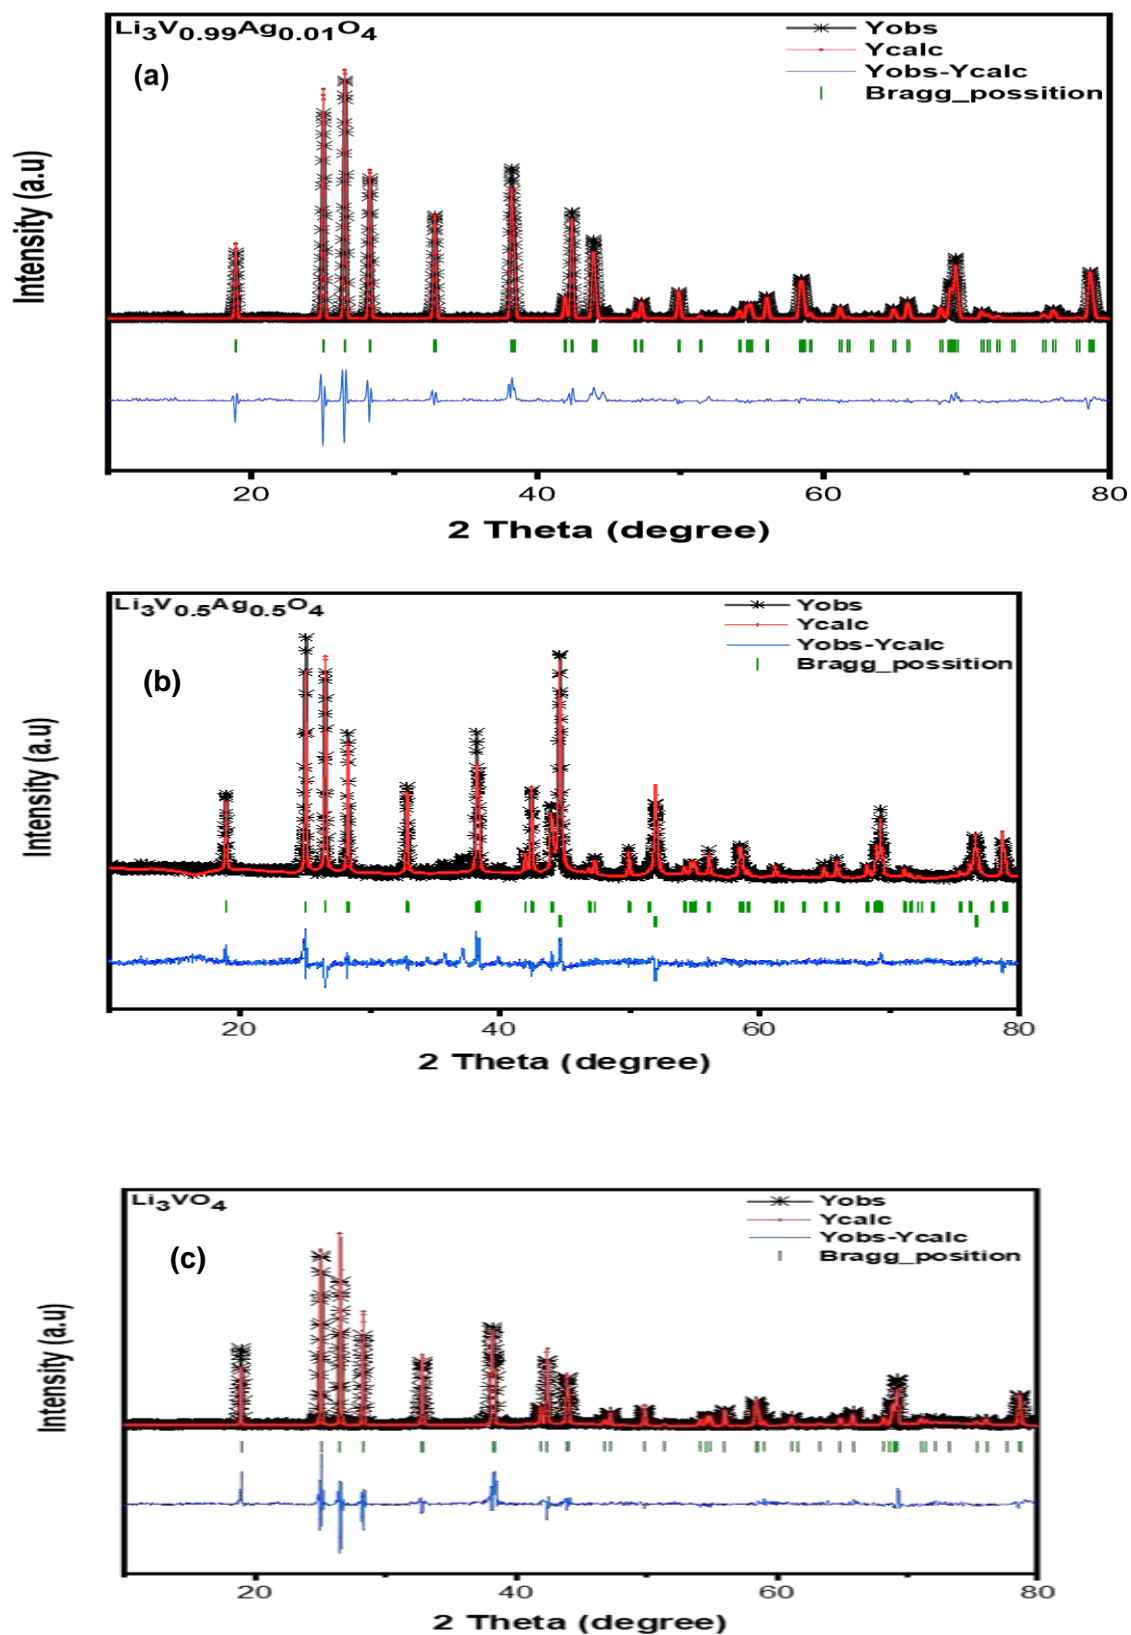 Li3V0.99Ag0.01O4
Yobs
(a)
Ycalc
Yobs-Ycalc
Bragg_possition
Intensity (a.u)
20 40 60 80
2 Theta (degree)
Li3V0.5Ag0.5O4
Yobs
Ycalc
Yobs-Ycalc
Bragg_possition
(b)
Intensity (a.u)
20 40 60 80
2 Theta (degree)
Li3VO4
Yobs
Ycalc
Yobs-Ycalc
Bragg_position
(c)
Intensity (a.u)
20 40 60 80
2 Theta (degree)